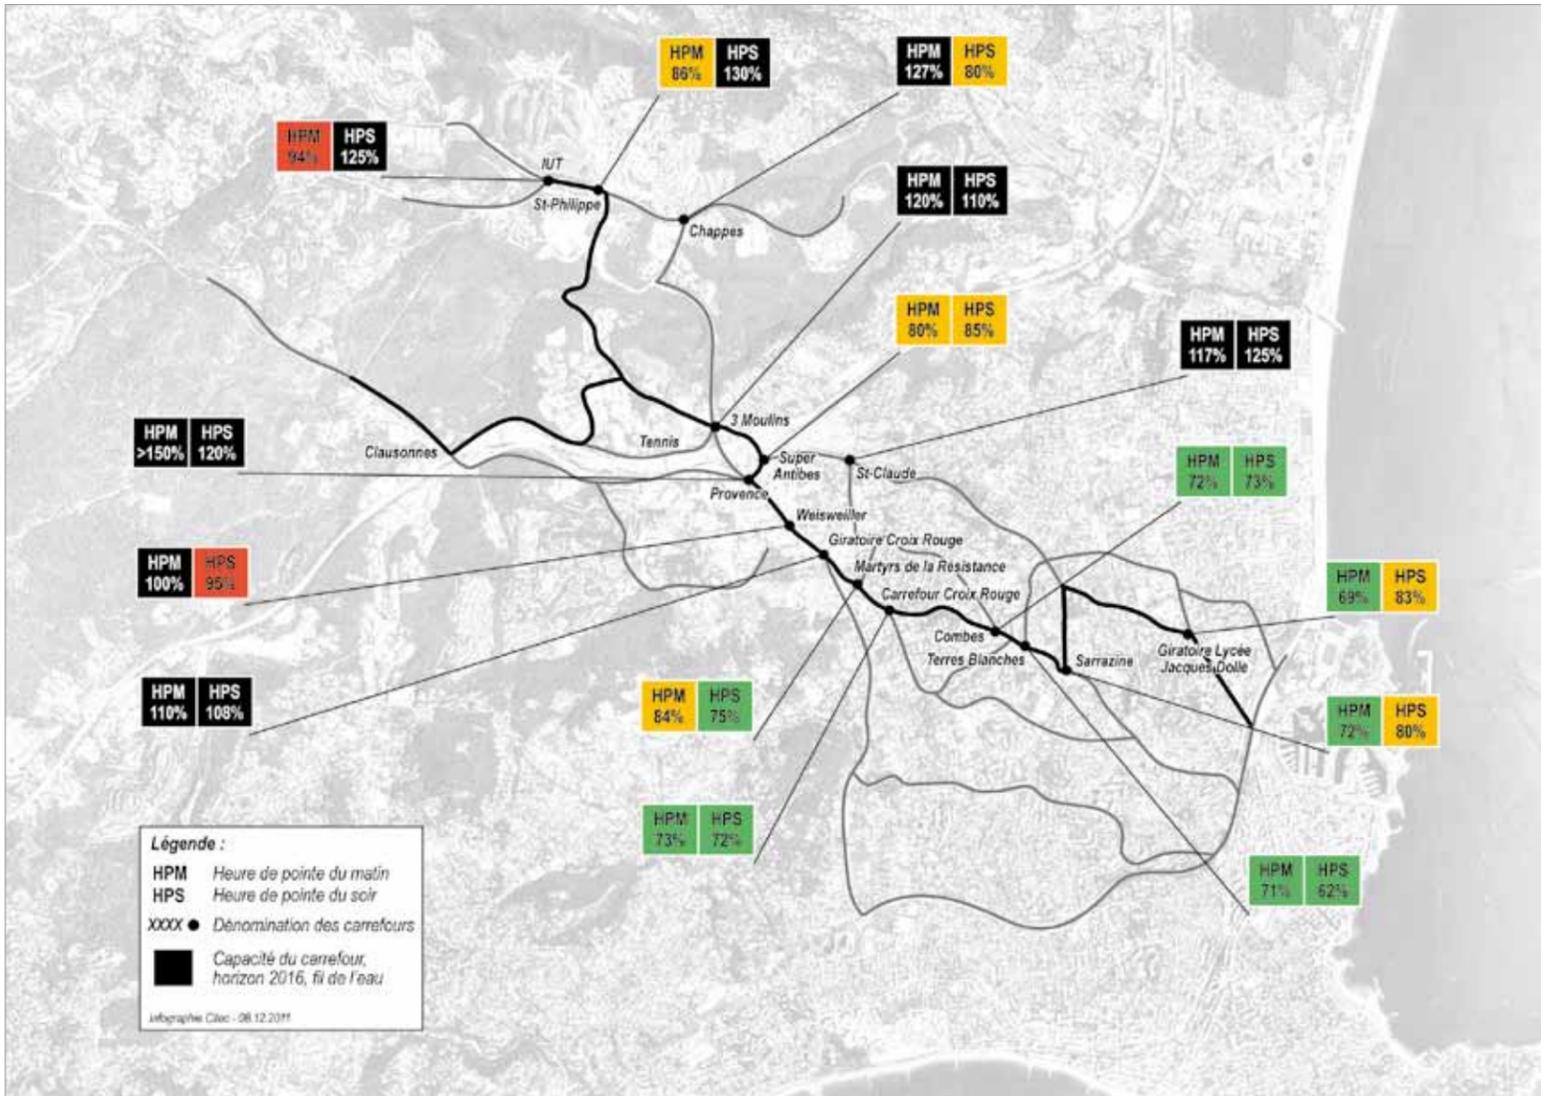 HPM HPS
86% 130%
HPM HPS
127% 80%
HPM HPS
94% 125%
IUT
St-Philippe
Chappes
HPM HPS
120% 110%
HPM HPS
80% 85%
HPM HPS
117% 125%
HPM HPS
>150% 120%
Clausonnes
Tennis
3 Moulins
Super
Antibes
St-Claude
Provence
HPM HPS
72% 73%
Weisweiller
Giratoire Croix Rouge
Martyrs de la Résistance
Carrefour Croix Rouge
HPM HPS
100% 95%
HPM HPS
69% 83%
Combes
Terres Blanches
Sarrazine
Giratoire Lycée
Jacques Dolle
HPM HPS
110% 108%
HPM HPS
84% 75%
HPM HPS
72% 80%
HPM HPS
73% 72%
HPM HPS
71% 62%
Légende :
HPM Heure de pointe du matin
HPS Heure de pointe du soir
XXXX Dénomination des carrefours
Capacité du carrefour,
horizon 2016, fil de l'eau
Infographie Citec - 08.12.2011